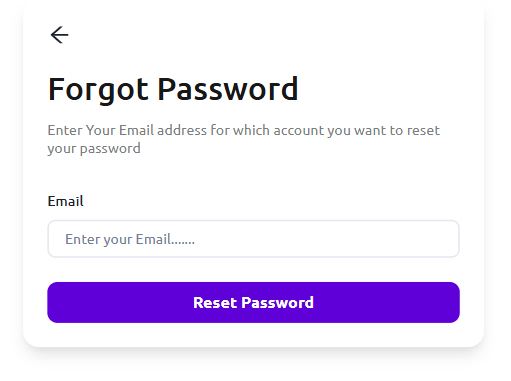 Forgot Password
Enter Your Email address for which account you want to reset
your password
Email
Enter your Email.......
Reset Password